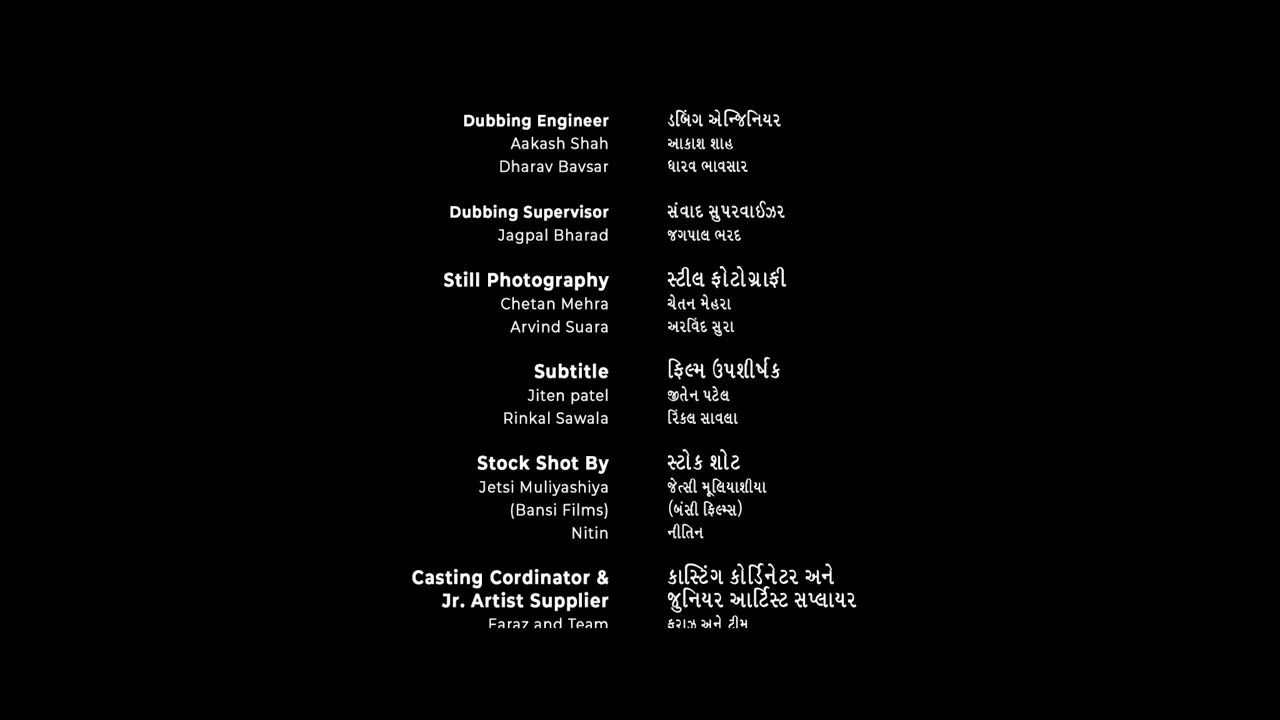 Dubbing Engineer ડબિંગ એન્જિનિયર
Aakash Shah આકાશ શાહ
Dharav Bavsar ધારવ ભાવસાર
Dubbing Supervisor સંવાદ સુપરવાઈઝર
Jagpal Bharad જગપાલ ભરદ
Still Photography સ્ટીલ ફોટોગ્રાફી
Chetan Mehra ચેતન મેહરા
Arvind Suara અરવિંદ સુરા
Subtitle ફિલ્મ ઉપશીર્ષક
Jiten patel જીતેન પટેલ
Rinkal Sawala રિંકલ સાવલા
Stock Shot By સ્ટોક શોટ
Jetsi Muliyashiya જેત્સી મૂલિયાશીયા
(Bansi Films) (બંસી ફિલ્મ્સ)
Nitin નીતિન
Casting Cordinator & કાસ્ટિંગ કોર્ડિનેટર અને
Jr. Artist Supplier જુનિયર આર્ટિસ્ટ સપ્લાયર
Faraz and Team ફરાઝ અને ટીમ